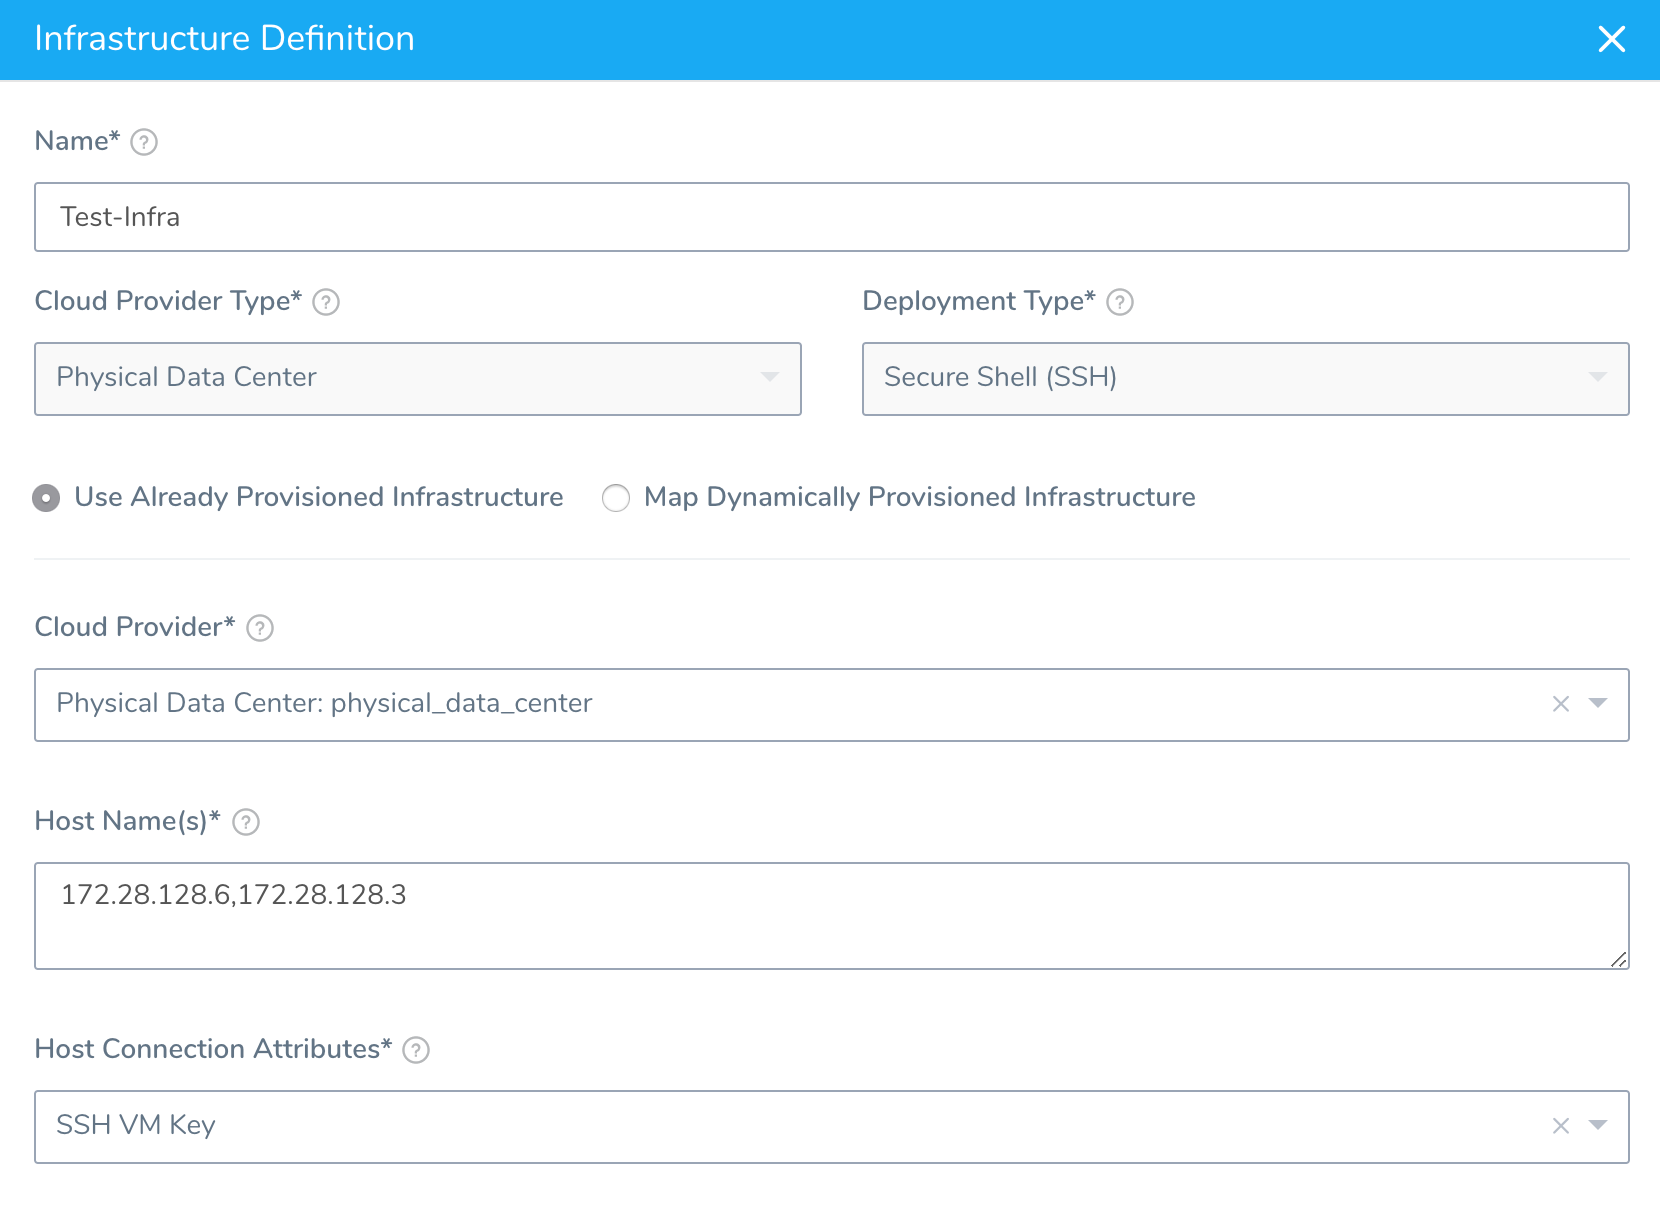 Infrastructure Definition
Name* ?
Test-Infra
Cloud Provider Type* ? Deployment Type* ?
Physical Data Center Secure Shell (SSH)
Use Already Provisioned Infrastructure Map Dynamically Provisioned Infrastructure
Cloud Provider* ?
Physical Data Center: physical_data_center
Host Name(s)* ?
172.28.128.6,172.28.128.3
Host Connection Attributes* ?
SSH VM Key